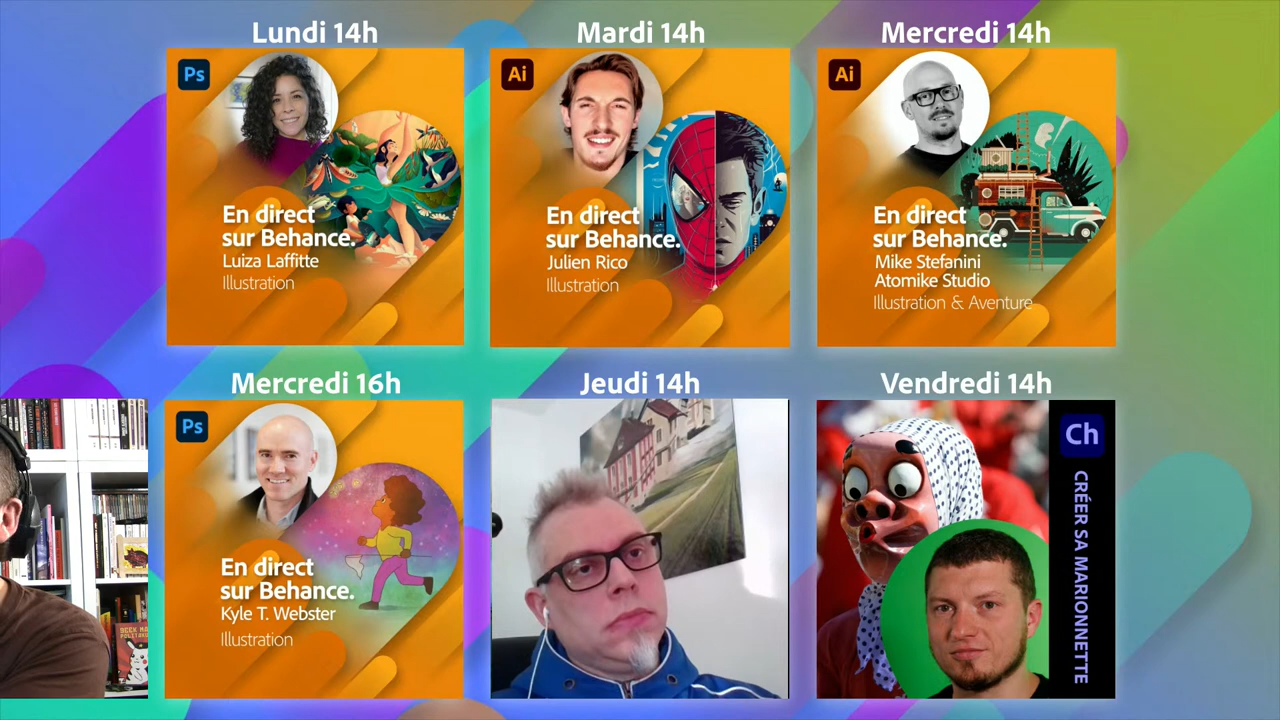 Lundi 14h
Mardi 14h
Mercredi 14h
Ps
En direct
sur Behance.
Luiza Laffitte
Illustration
Ai
En direct
sur Behance.
Julien Rico
Illustration
Ai
En direct
sur Behance.
Mike Stefanini
Atomike Studio
Illustration & Aventure
Mercredi 16h
Jeudi 14h
Vendredi 14h
Ps
En direct
sur Behance.
Kyle T. Webster
Illustration
Ch
CRÉER SA MARIONNETTE